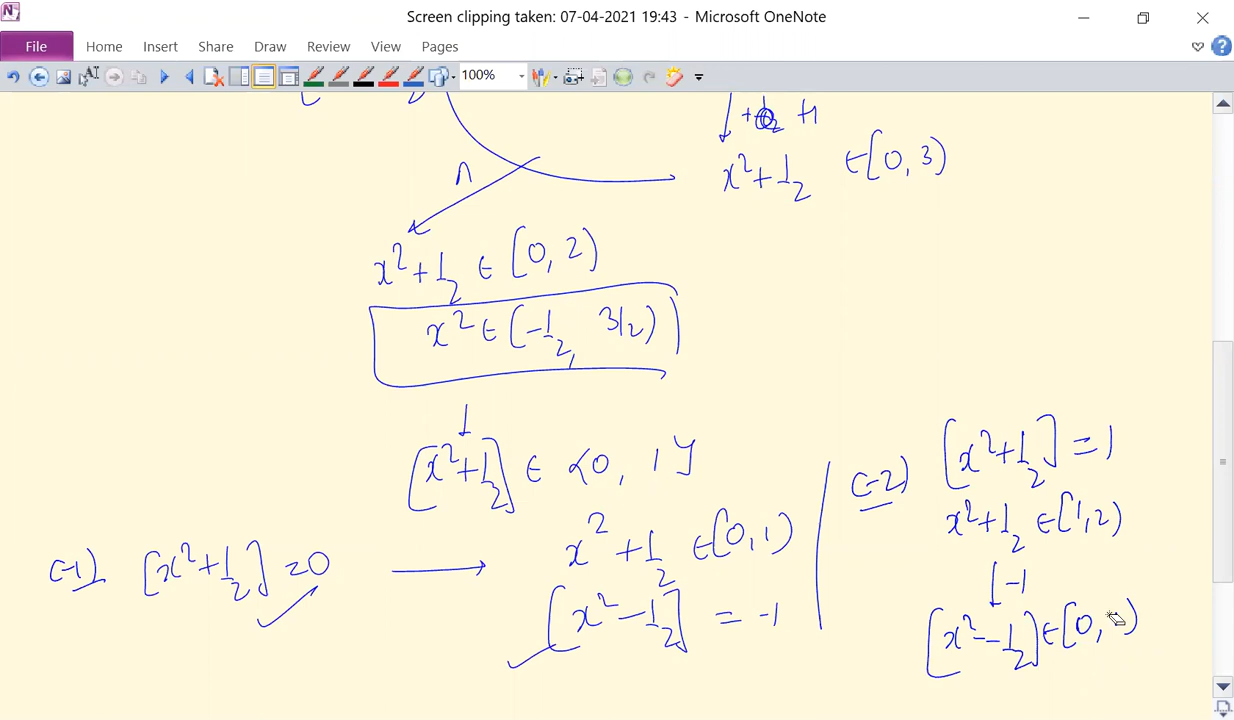 Screen clipping taken: 07-04-2021 19:43 - Microsoft OneNote
File Home Insert Share Draw Review View Pages
100%
+1
x²+1/2 ∈[0, 3)
∩
x²+1/2 ∈ [0, 2)
x² ∈ [-1/2, 3/2)
[x²+1/2] ∈ {0, 1}
C-1) [x²+1/2] = 0
x²+1/2 ∈[0, 1)
[x²-1/2] = -1
C-2) [x²+1/2] = 1
x²+1/2 ∈[1, 2)
-1
[x²-1/2] ∈[0, )